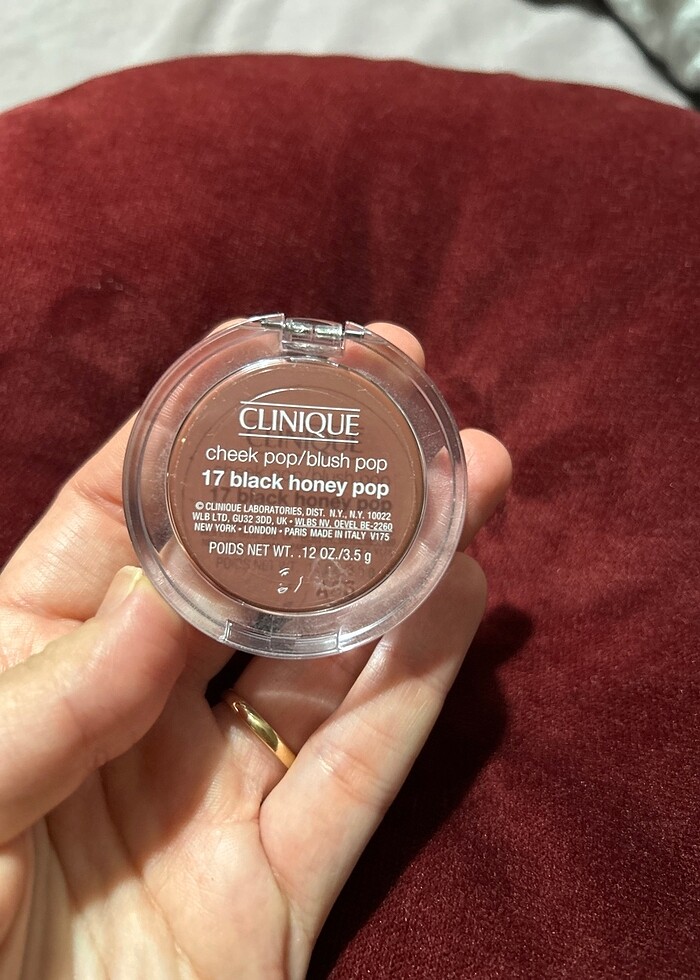 CLINIQUE
cheek pop/blush pop
17 black honey pop
© CLINIQUE LABORATORIES, DIST. N.Y., N.Y. 10022
WLB LTD, GU32 3DD, UK • WLBS NV, OEVEL BE-2260
NEW YORK • LONDON • PARIS MADE IN ITALY V175
POIDS NET WT. .12 OZ./3.5 g